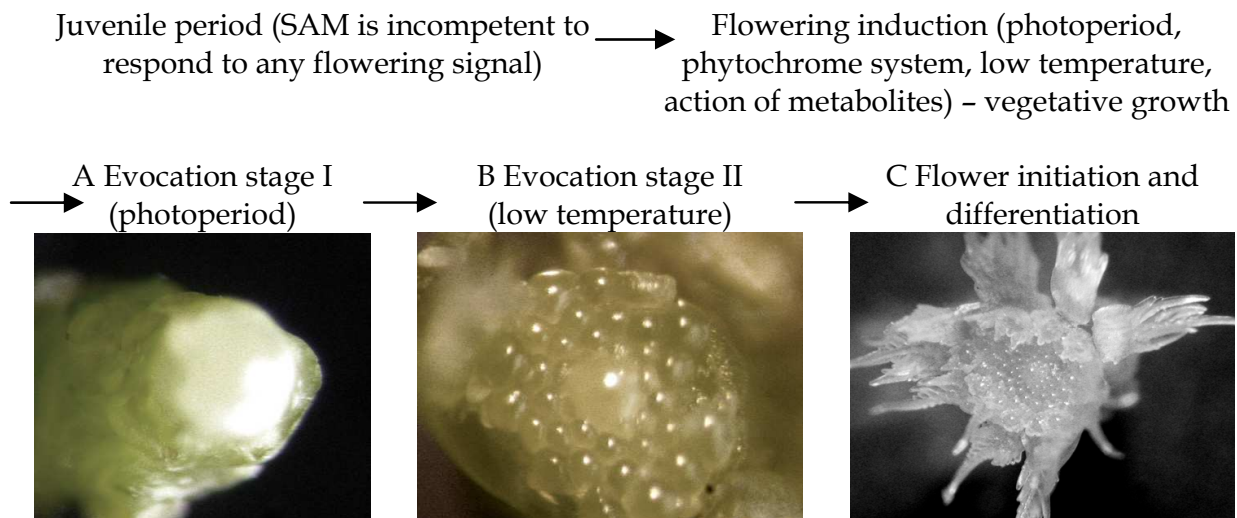 Juvenile period (SAM is incompetent to
respond to any flowering signal)
Flowering induction (photoperiod,
phytochrome system, low temperature,
action of metabolites) – vegetative growth
A Evocation stage I
(photoperiod)
B Evocation stage II
(low temperature)
C Flower initiation and
differentiation